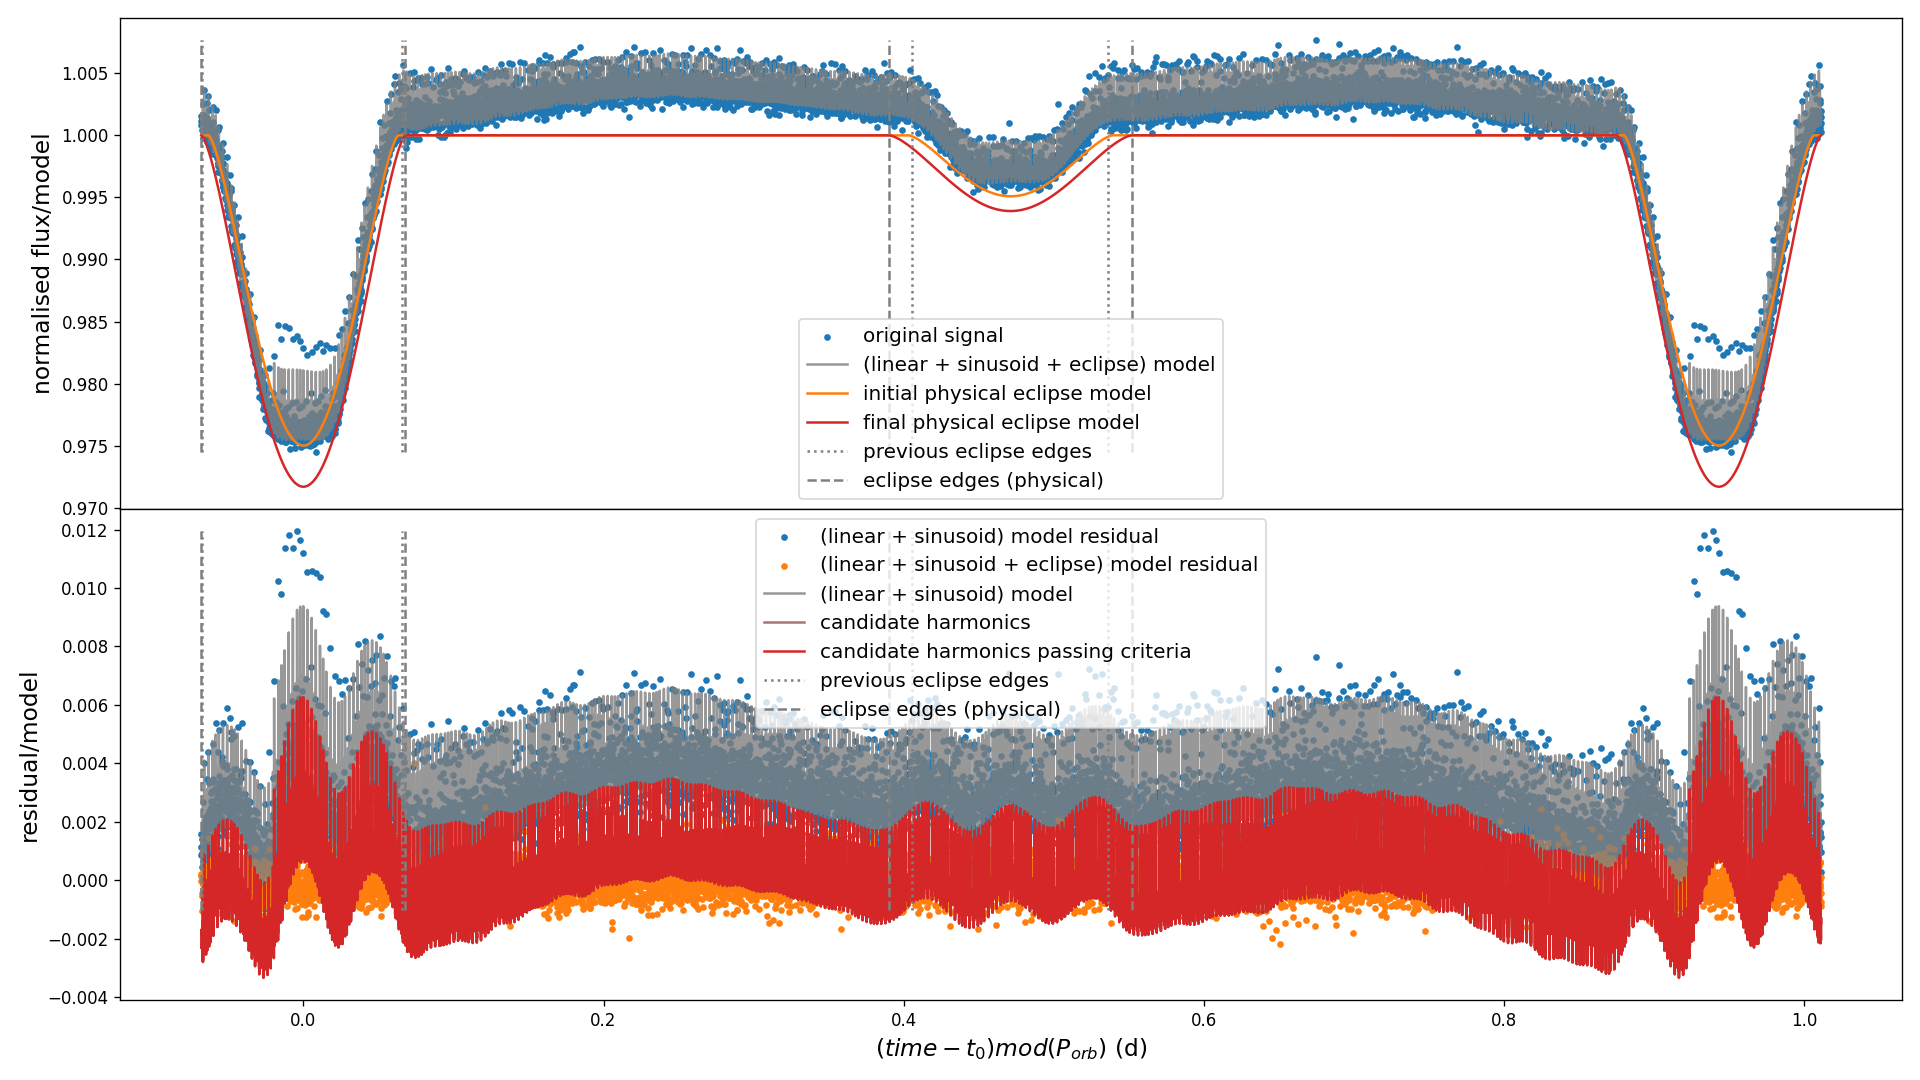 normalised flux/model
1.005
1.000
0.995
0.990
0.985
0.980
0.975
0.970
original signal
(linear + sinusoid + eclipse) model
initial physical eclipse model
final physical eclipse model
previous eclipse edges
eclipse edges (physical)
residual/model
0.012
0.010
0.008
0.006
0.004
0.002
0.000
−0.002
−0.004
(linear + sinusoid) model residual
(linear + sinusoid + eclipse) model residual
(linear + sinusoid) model
candidate harmonics
candidate harmonics passing criteria
previous eclipse edges
eclipse edges (physical)
0.0 0.2 0.4 0.6 0.8 1.0
(time − t₀)mod(Pₒᵣb) (d)